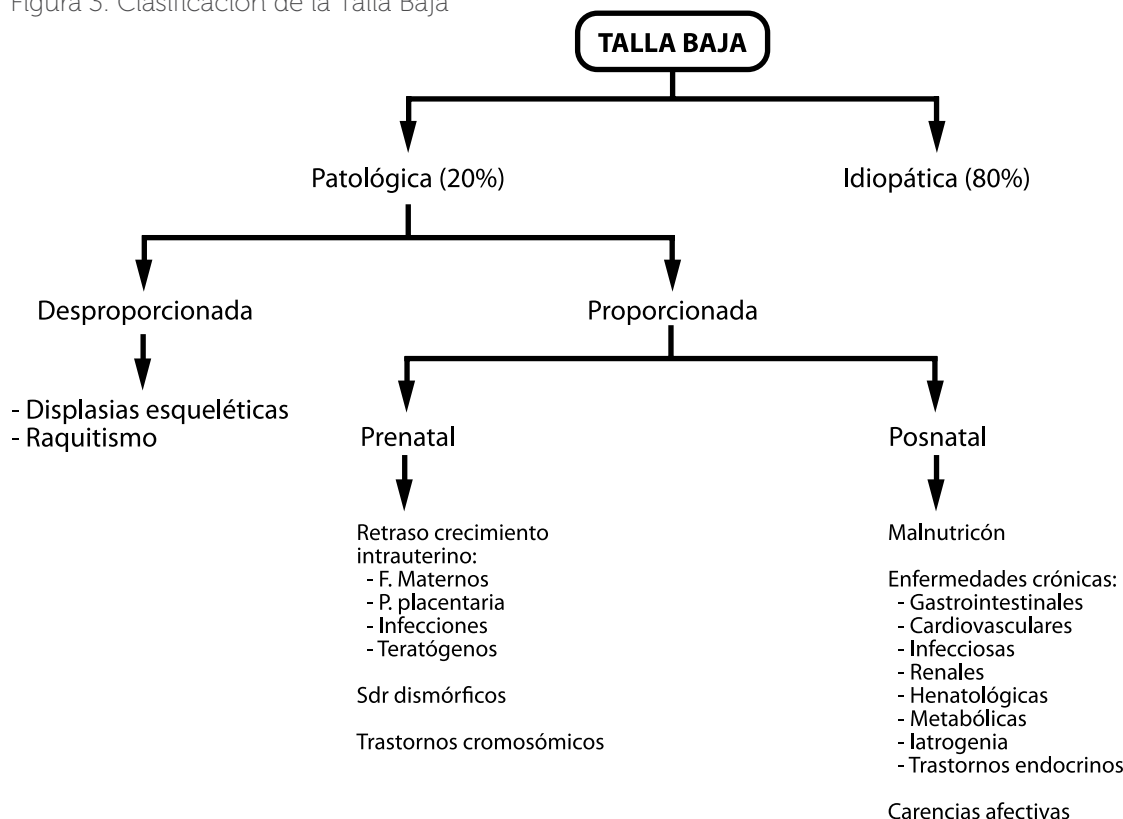 Figura 3. Clasificación de la Talla Baja
TALLA BAJA
Patológica (20%)
Idiopática (80%)
Desproporcionada
Proporcionada
- Displasias esqueléticas
- Raquitismo
Prenatal
Posnatal
Retraso crecimiento
intrauterino:
- F. Maternos
- P. placentaria
- Infecciones
- Teratógenos
Sdr dismórficos
Trastornos cromosómicos
Malnutricón
Enfermedades crónicas:
- Gastrointestinales
- Cardiovasculares
- Infecciosas
- Renales
- Henatológicas
- Metabólicas
- Iatrogenia
- Trastornos endocrinos
Carencias afectivas